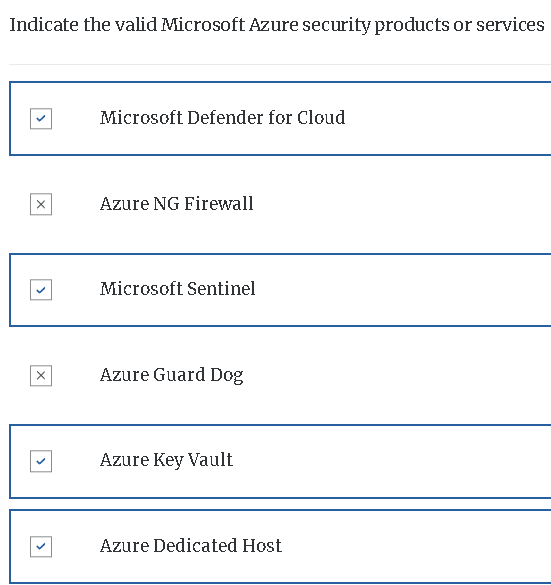 Indicate the valid Microsoft Azure security products or services
Microsoft Defender for Cloud
Azure NG Firewall
Microsoft Sentinel
Azure Guard Dog
Azure Key Vault
Azure Dedicated Host